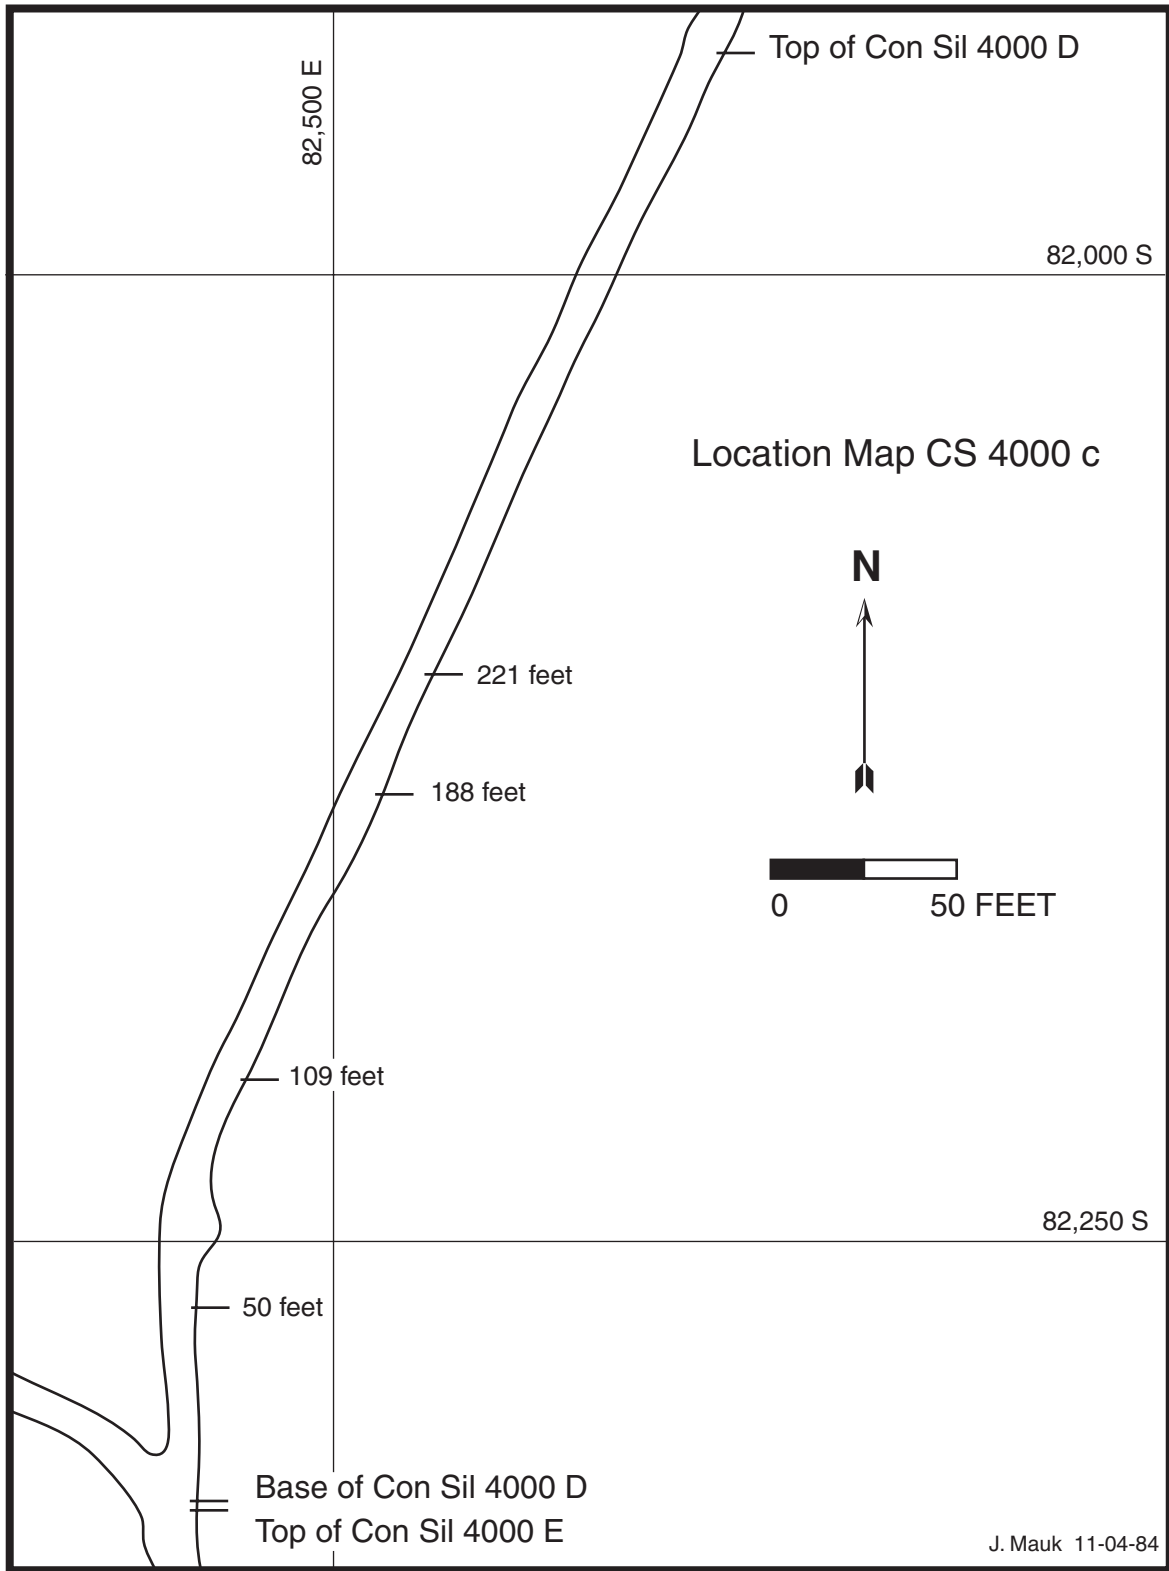 Top of Con Sil 4000 D
82,500 E
82,000 S
Location Map CS 4000 c
N
221 feet
188 feet
0 50 FEET
109 feet
82,250 S
50 feet
Base of Con Sil 4000 D
Top of Con Sil 4000 E
J. Mauk 11-04-84